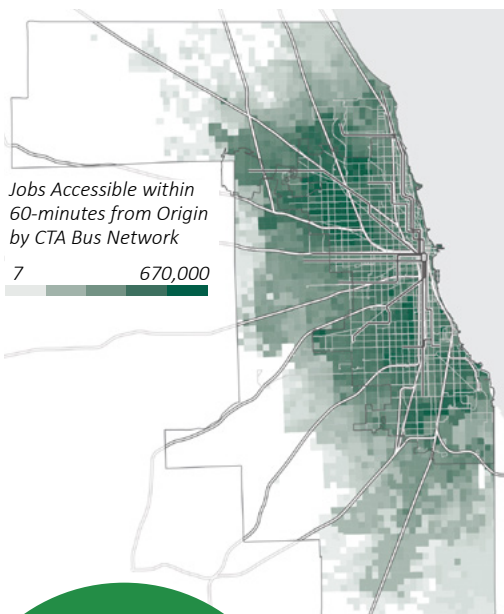 Jobs Accessible within
60-minutes from Origin
by CTA Bus Network
7 670,000